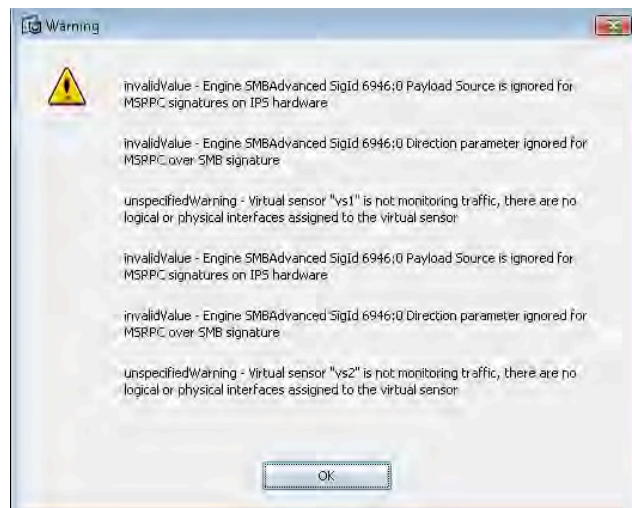 Warning
invalidValue - Engine SMBAdvanced SigId 6946:0 Payload Source is ignored for
MSRPC signatures on IPS hardware
invalidValue - Engine SMBAdvanced SigId 6946:0 Direction parameter ignored for
MSRPC over SMB signature
unspecifiedWarning - Virtual sensor "vs1" is not monitoring traffic, there are no
logical or physical interfaces assigned to the virtual sensor
invalidValue - Engine SMBAdvanced SigId 6946:0 Payload Source is ignored for
MSRPC signatures on IPS hardware
invalidValue - Engine SMBAdvanced SigId 6946:0 Direction parameter ignored for
MSRPC over SMB signature
unspecifiedWarning - Virtual sensor "vs2" is not monitoring traffic, there are no
logical or physical interfaces assigned to the virtual sensor
OK